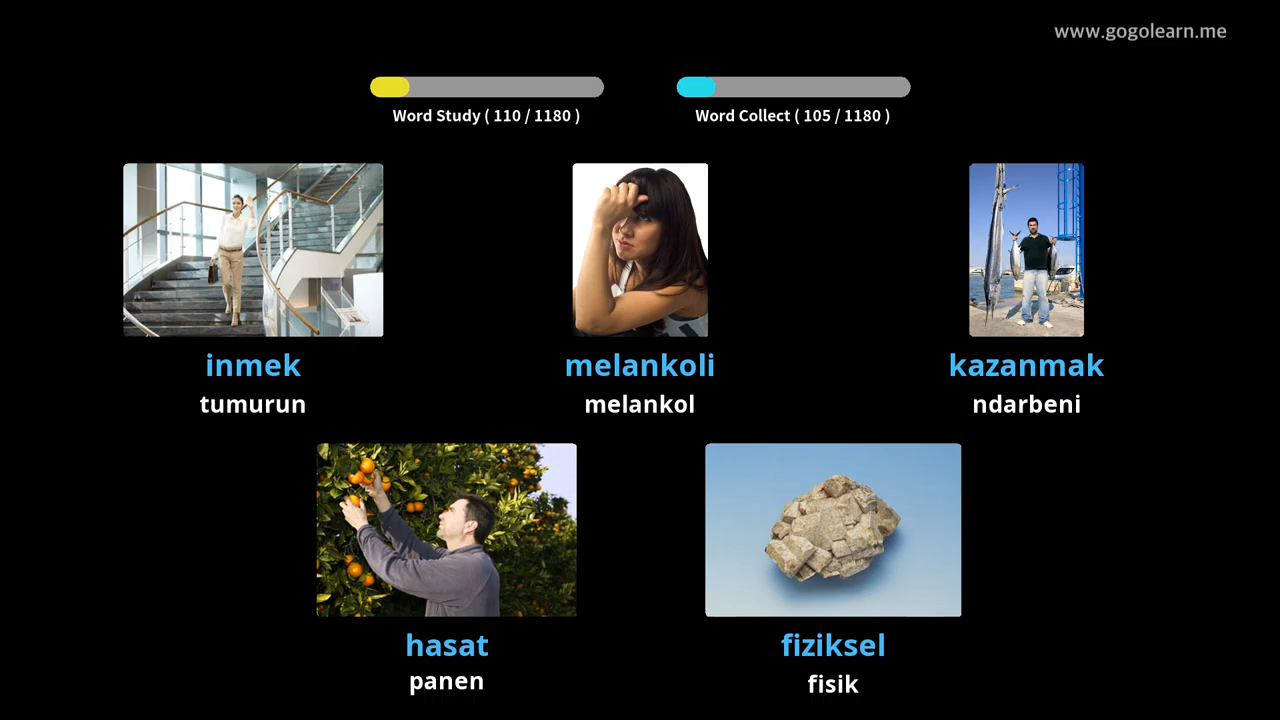 www.gogolearn.me
Word Study ( 110 / 1180 )
Word Collect ( 105 / 1180 )
inmek
tumurun
melankoli
melankol
kazanmak
ndarbeni
hasat
panen
fiziksel
fisik